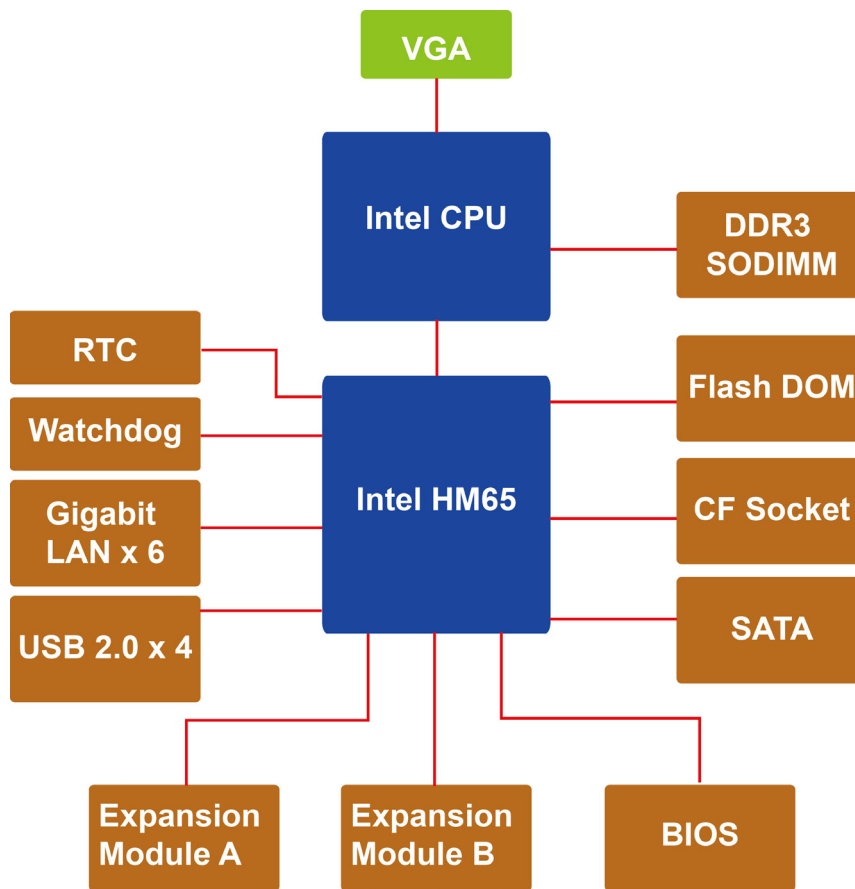 VGA
Intel CPU
DDR3
SODIMM
RTC
Flash DOM
Watchdog
Intel HM65
Gigabit
LAN x 6
CF Socket
USB 2.0 x 4
SATA
Expansion
Module A
Expansion
Module B
BIOS